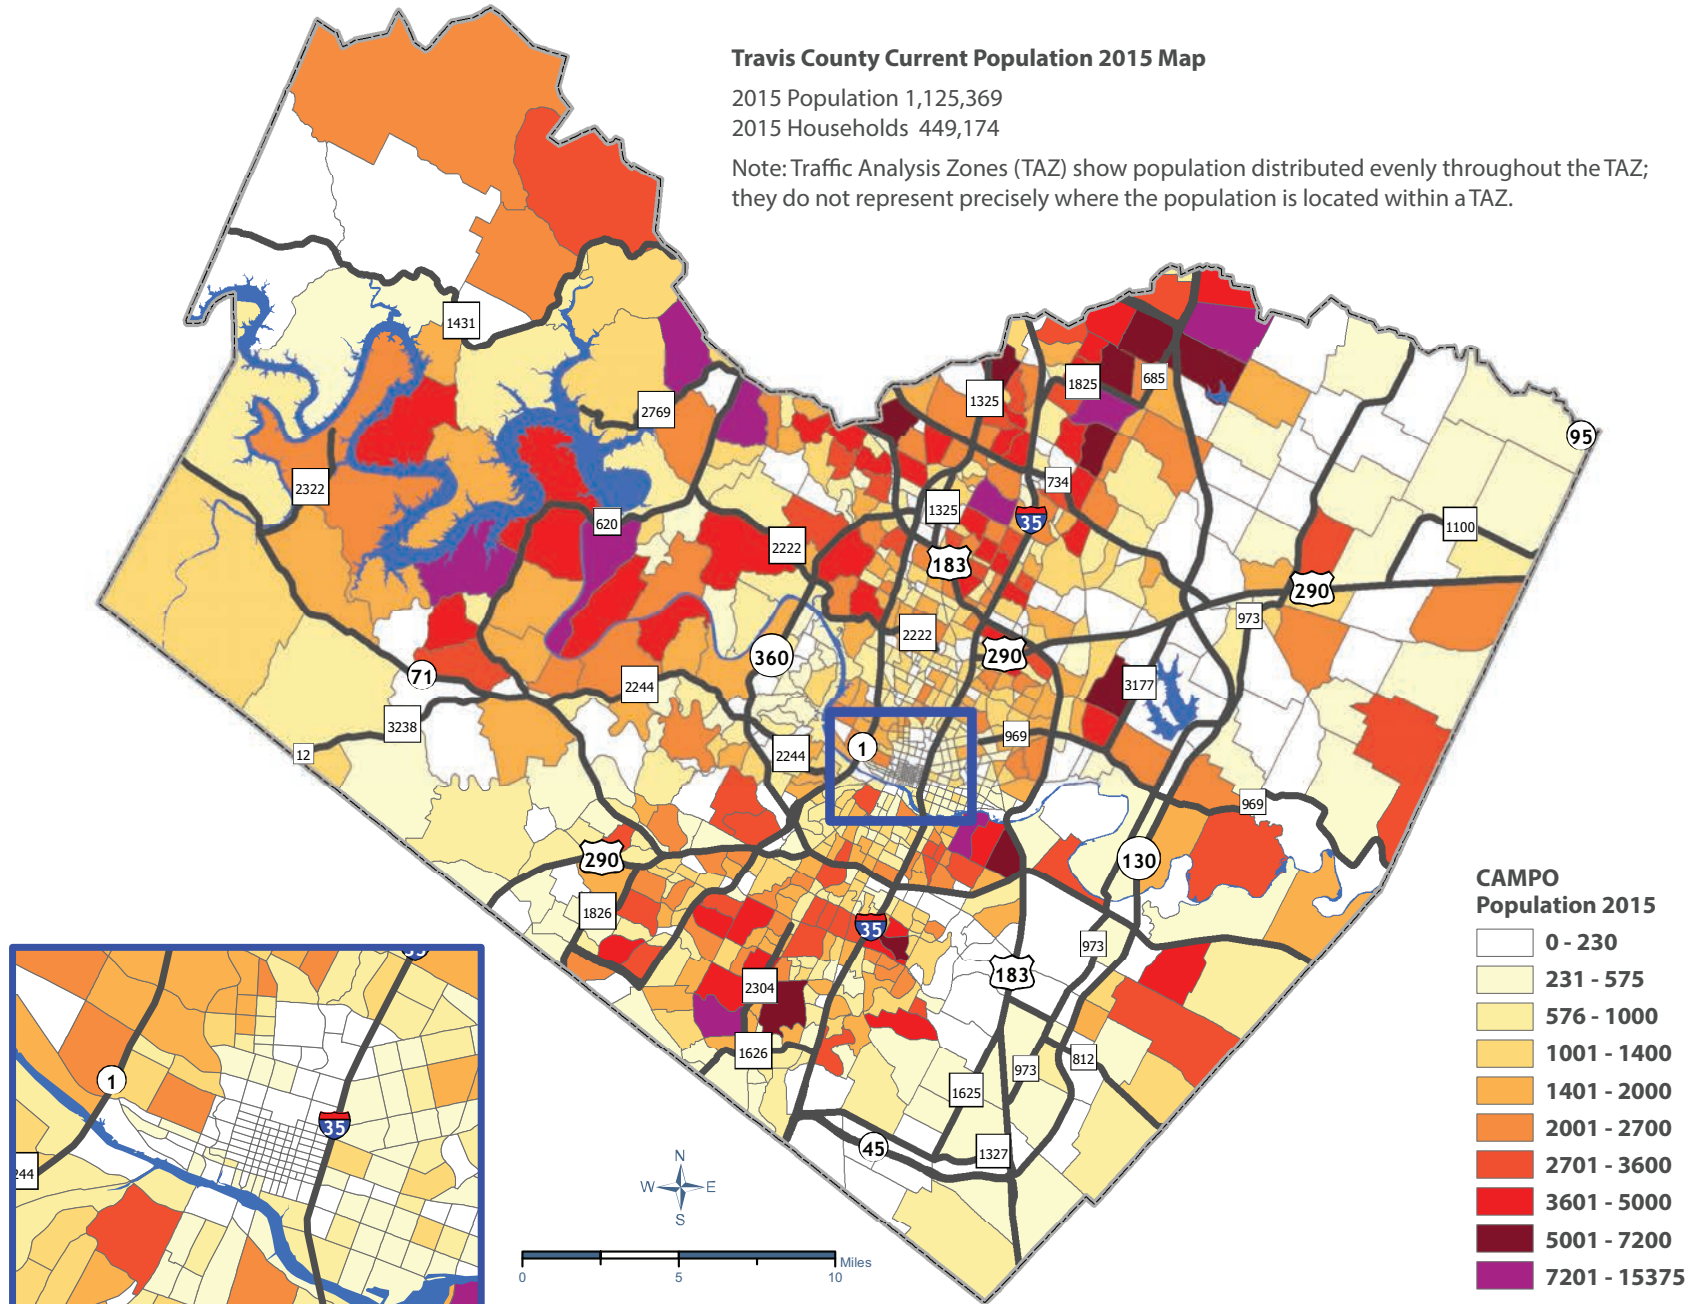 Travis County Current Population 2015 Map
2015 Population 1,125,369
2015 Households 449,174
Note: Traffic Analysis Zones (TAZ) show population distributed evenly throughout the TAZ;
they do not represent precisely where the population is located within a TAZ.
1431
2769
1325
1825
685
95
2322
620
2222
1325
734
35
1100
183
290
973
2222
290
360
71
2244
3177
3238
12
2244
1
969
969
290
130
1826
35
973
183
2304
1626
812
973
1625
1327
45
CAMPO
Population 2015
0 - 230
231 - 575
576 - 1000
1001 - 1400
1401 - 2000
2001 - 2700
2701 - 3600
3601 - 5000
5001 - 7200
7201 - 15375
N
W E
S
Miles
0 5 10
35
1
35
244